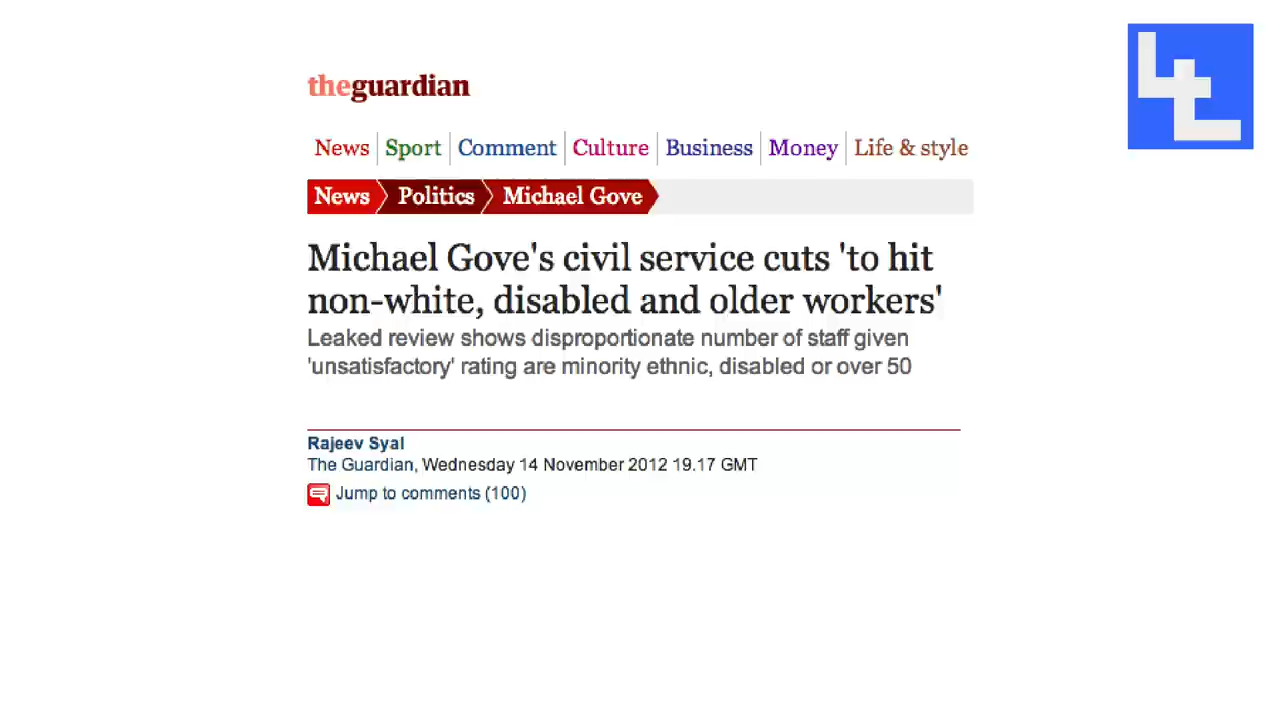 theguardian
News Sport Comment Culture Business Money Life & style
News Politics Michael Gove
Michael Gove's civil service cuts 'to hit
non-white, disabled and older workers'
Leaked review shows disproportionate number of staff given
'unsatisfactory' rating are minority ethnic, disabled or over 50
Rajeev Syal
The Guardian, Wednesday 14 November 2012 19.17 GMT
Jump to comments (100)